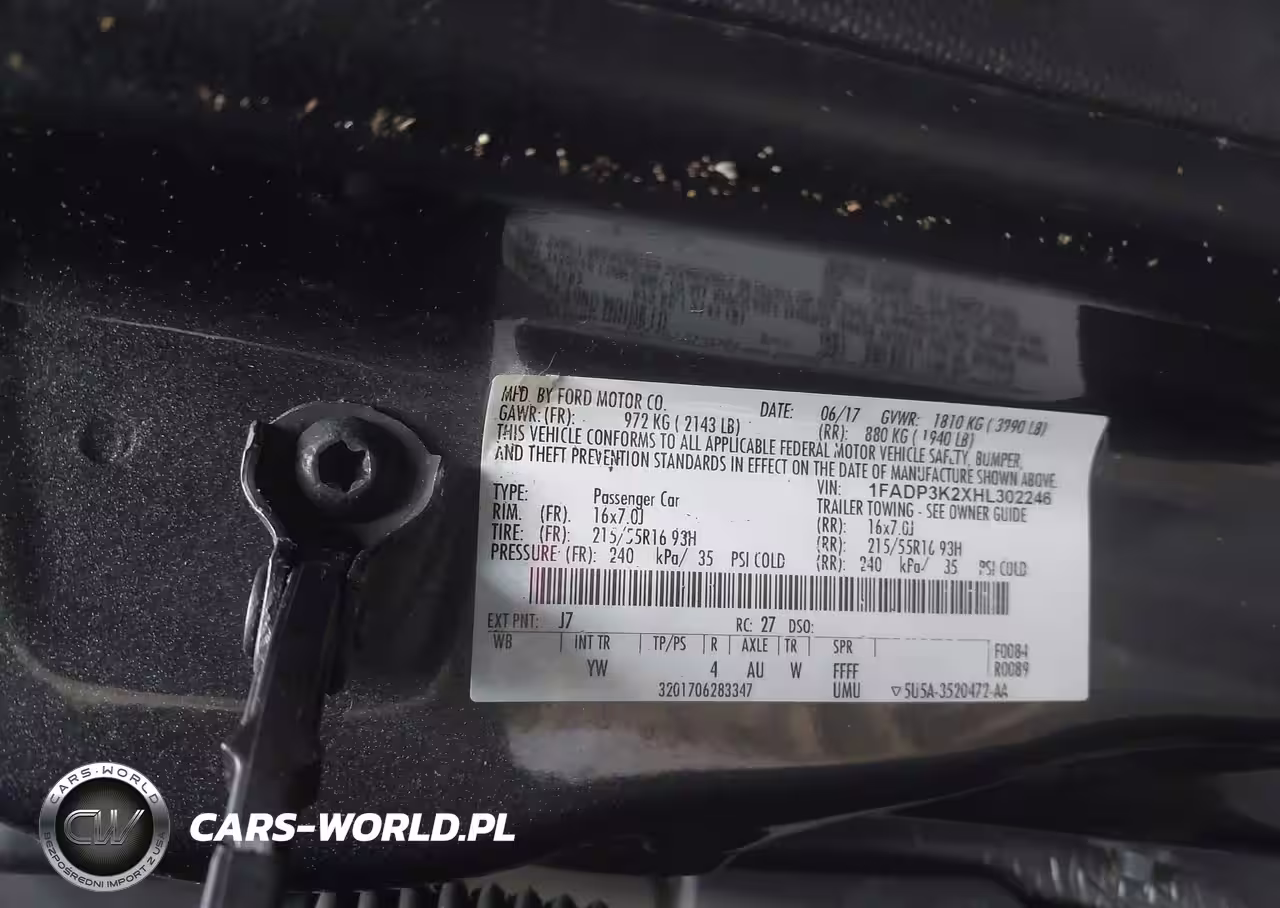 MFD. BY FORD MOTOR CO. DATE: 06/17 GVWR: 1810 KG ( 3990 LB)
GAWR: (FR): 972 KG ( 2143 LB) (RR): 880 KG ( 1940 LB)
THIS VEHICLE CONFORMS TO ALL APPLICABLE FEDERAL MOTOR VEHICLE SAFETY, BUMPER,
AND THEFT PREVENTION STANDARDS IN EFFECT ON THE DATE OF MANUFACTURE SHOWN ABOVE.
VIN: 1FADP3K2XHL302246
TYPE: Passenger Car TRAILER TOWING - SEE OWNER GUIDE
RIM: (FR): 16x7.0J (RR): 16x7.0J
TIRE: (FR): 215/55R16 93H (RR): 215/55R16 93H
PRESSURE (FR): 240 kPa/ 35 PSI COLD (RR): 240 kPa/ 35 PSI COLD
EXT PNT: J7 RC: 27 DSO:
WB INT TR TP/PS R AXLE TR SPR F0084
YW 4 AU W FFFF R0089
3201706283347 UMU ▽5U5A-3520472-AA
CARS-WORLD
CW
BEZPOŚREDNI IMPORT Z USA
CARS-WORLD.PL